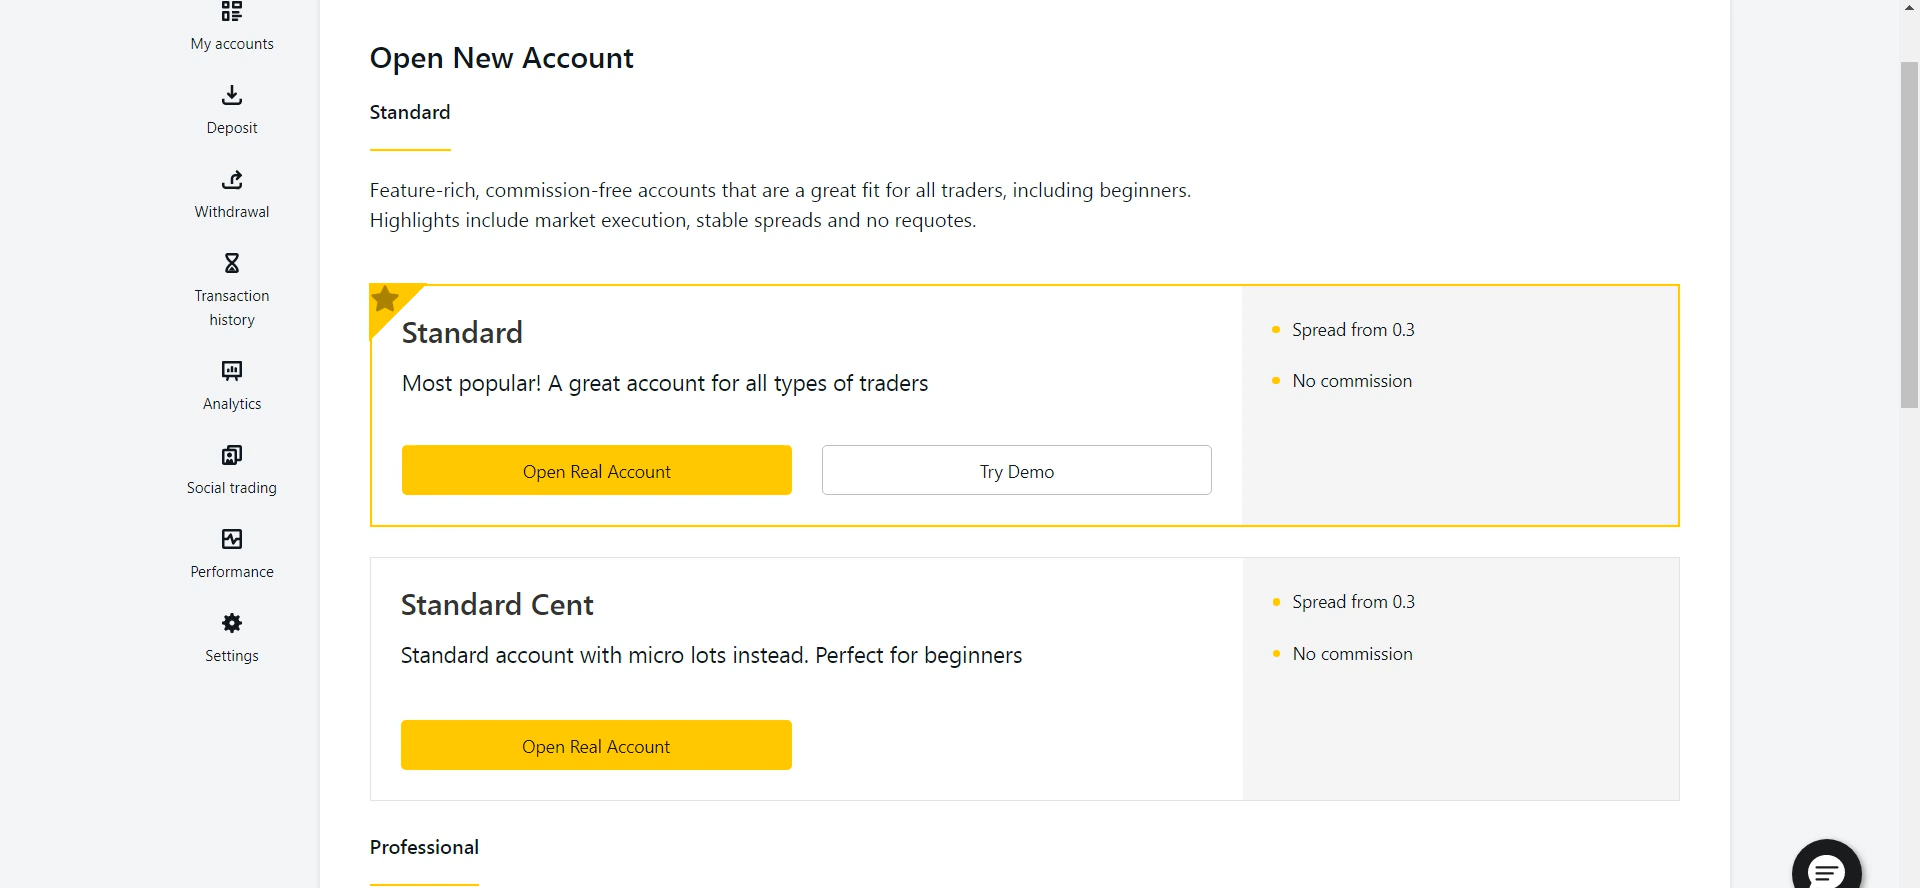 My accounts
Deposit
Withdrawal
Transaction
history
Analytics
Social trading
Performance
Settings
Open New Account
Standard
Feature-rich, commission-free accounts that are a great fit for all traders, including beginners.
Highlights include market execution, stable spreads and no requotes.
Standard
Most popular! A great account for all types of traders
Open Real Account
Try Demo
Spread from 0.3
No commission
Standard Cent
Standard account with micro lots instead. Perfect for beginners
Open Real Account
Spread from 0.3
No commission
Professional